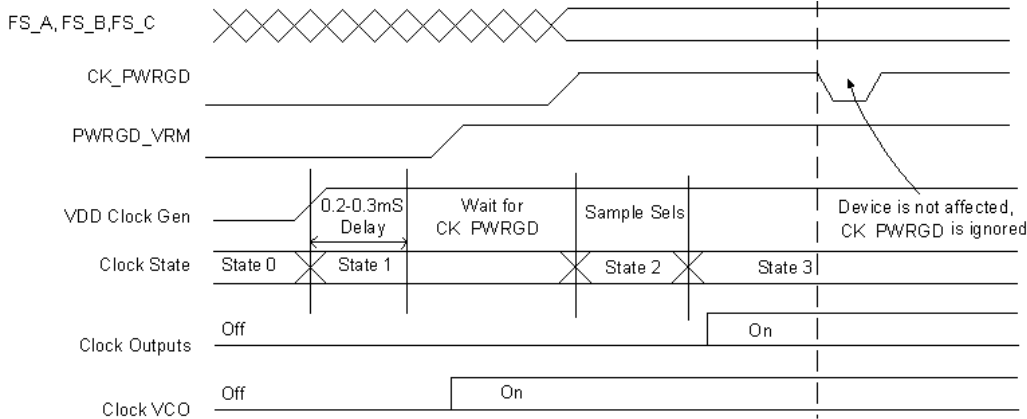 FS_A, FS_B,FS_C
CK_PWRGD
PWRGD_VRM
VDD Clock Gen
0.2-0.3mS
Delay
Wait for
CK PWRGD
Sample Sels
Device is not affected,
CK PWRGD is ignored
Clock State
State 0
State 1
State 2
State 3
Clock Outputs
Off
On
Clock VCO
Off
On